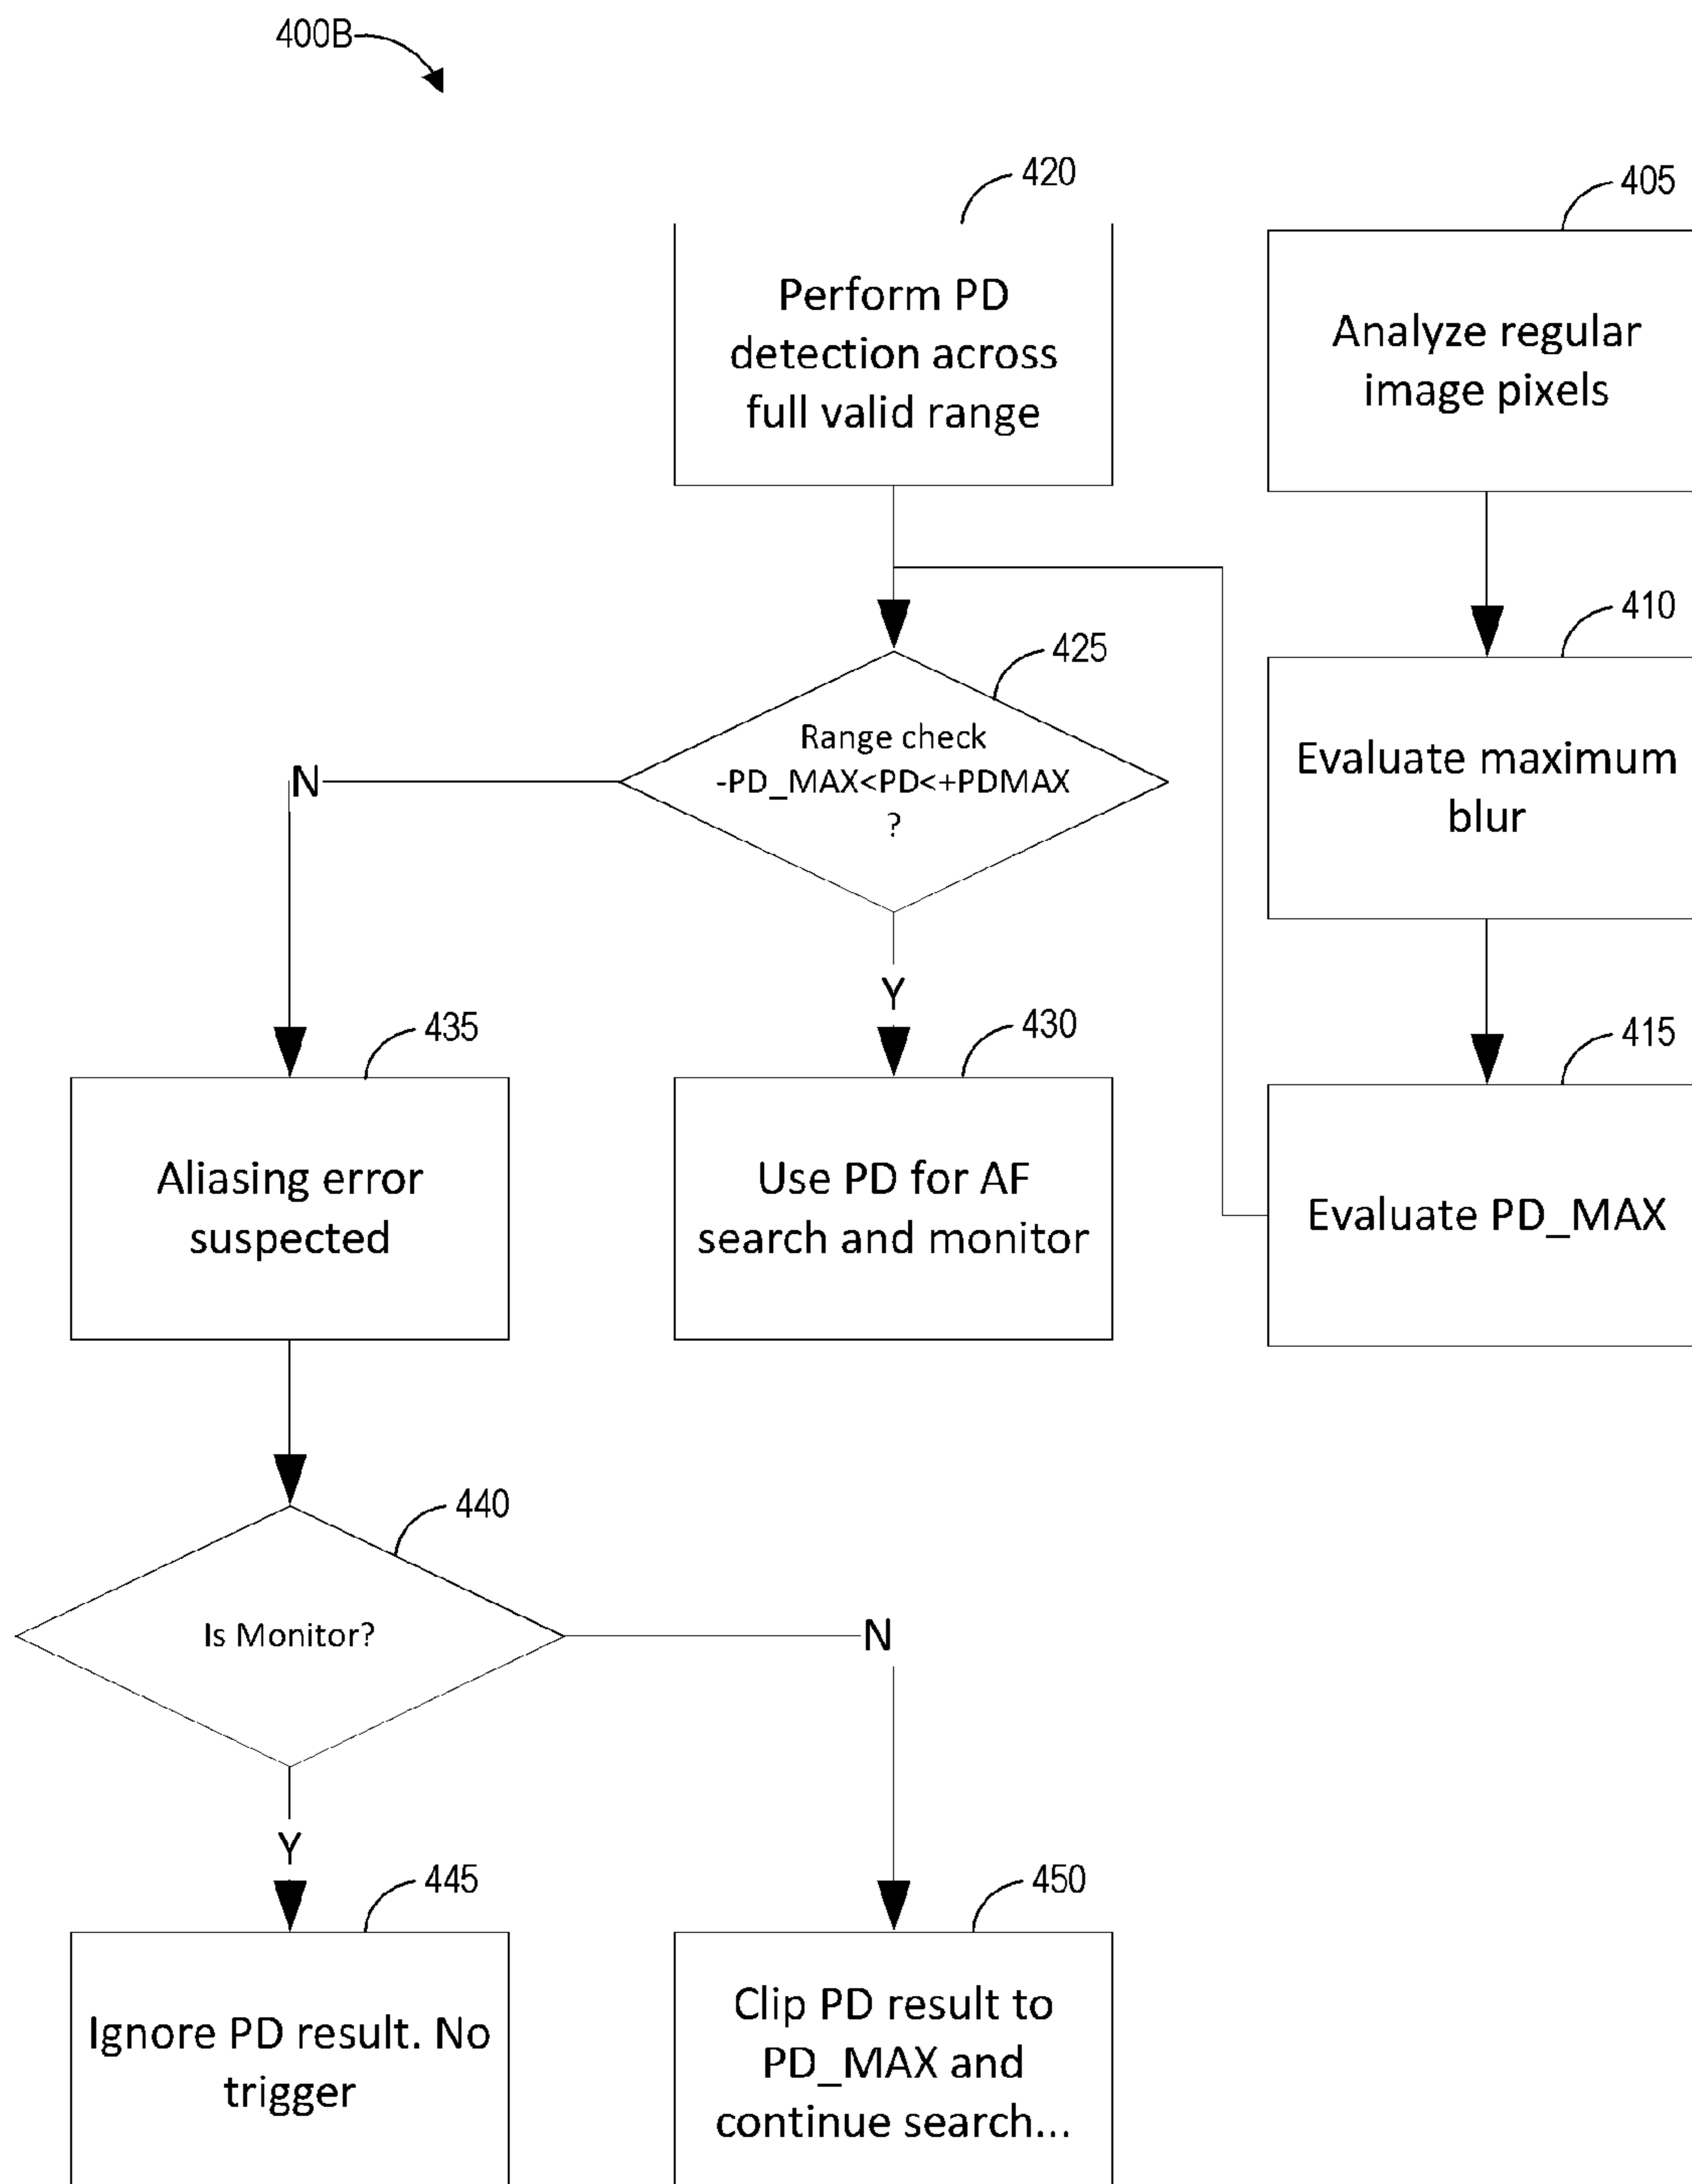 400B
420
Perform PD
detection across
full valid range
405
Analyze regular
image pixels
410
Evaluate maximum
blur
415
Evaluate PD_MAX
425
Range check
-PD_MAX<PD<+PDMAX
?
N
Y
435
Aliasing error
suspected
430
Use PD for AF
search and monitor
440
Is Monitor?
N
Y
445
Ignore PD result. No
trigger
450
Clip PD result to
PD_MAX and
continue search...